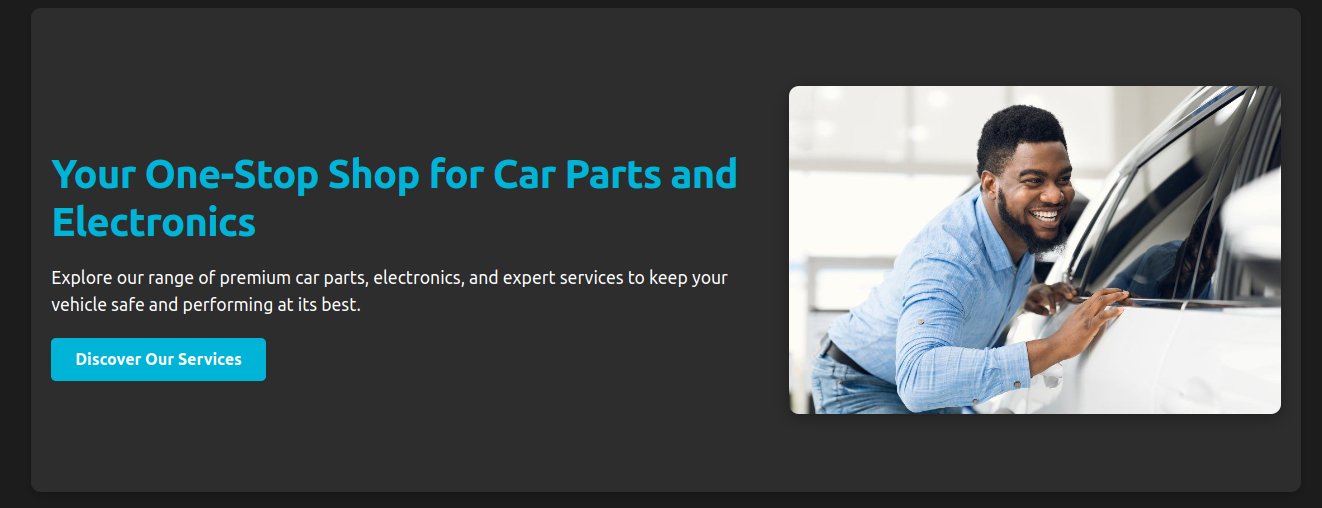 Your One-Stop Shop for Car Parts and
Electronics
Explore our range of premium car parts, electronics, and expert services to keep your
vehicle safe and performing at its best.
Discover Our Services